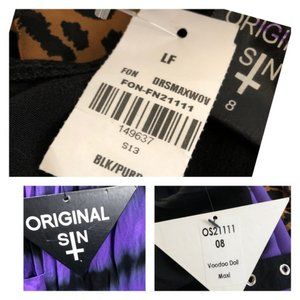 LF
FON DRSMAXWOV
FON-FN21111
149637
S13
BLK/PURP
ORIGINAL
SIN
8
ORIGINAL
SIN
OS21111
08
Voodoo Doll
Maxi